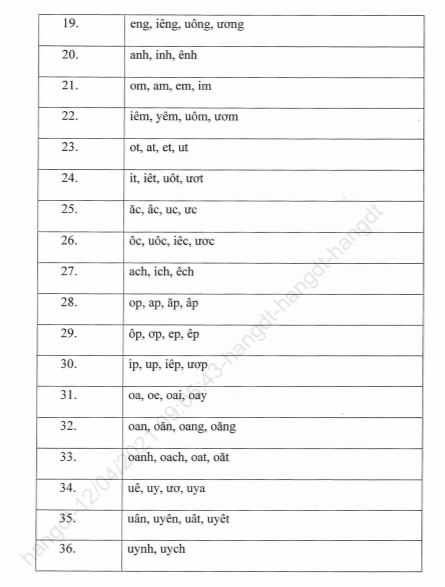 19. eng, iêng, uông, ương
20. anh, inh, ênh
21. om, am, em, im
22. iêm, yêm, uôm, ươm
23. ot, at, et, ut
24. it, iêt, uôt, ươt
25. ăc, âc, uc, ưc
26. ôc, uôc, iêc, ươc
27. ach, ich, êch
28. op, ap, ăp, âp
29. ôp, ơp, ep, êp
30. ip, up, iêp, ươp
31. oa, oe, oai, oay
32. oan, oăn, oang, oăng
33. oanh, oach, oat, oăt
34. uê, uy, ươ, uya
35. uân, uyên, uât, uyêt
36. uynh, uych
hangdt-12/04/2021 09:05:43-hangdt-hangdt-hangdt